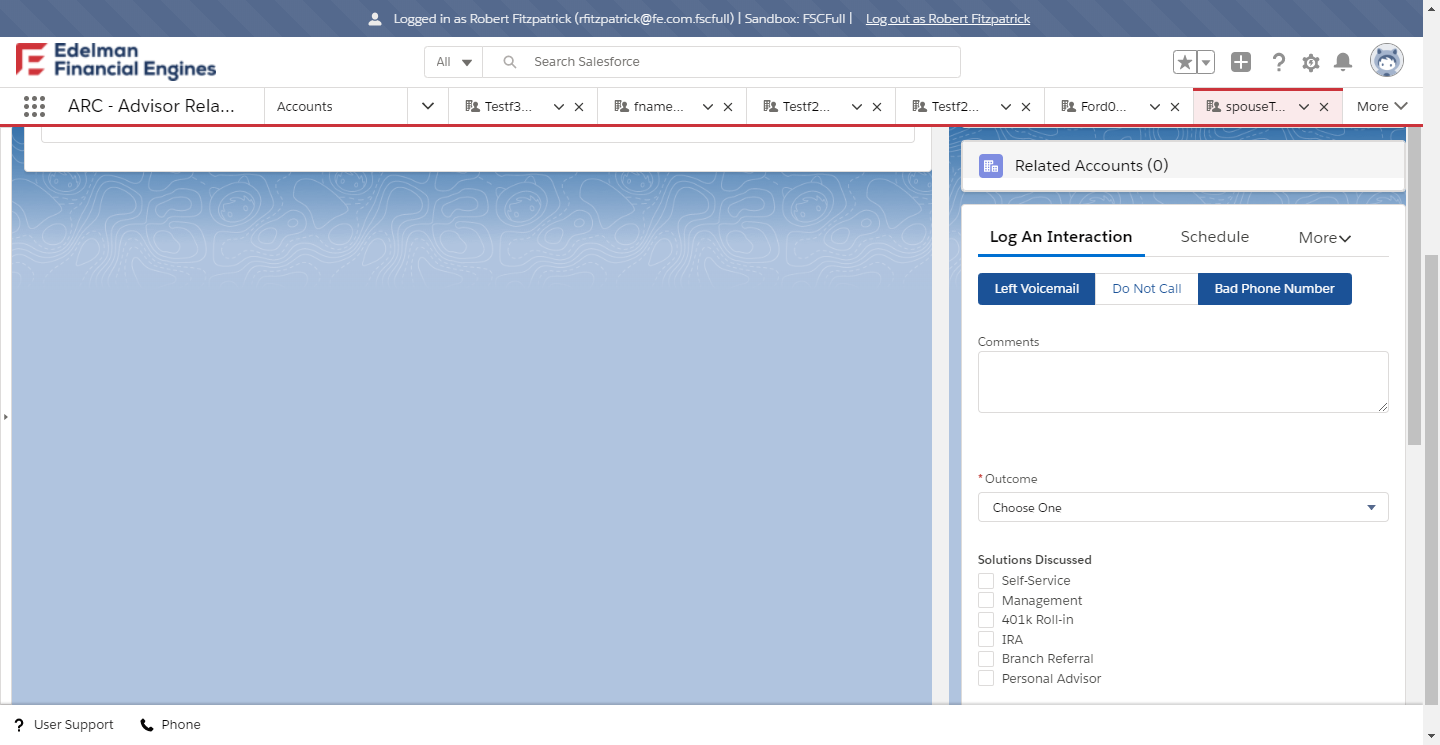 Logged in as Robert Fitzpatrick (rfitzpatrick@fe.com.fscfull) | Sandbox: FSCFull | Log out as Robert Fitzpatrick
Edelman
Financial Engines
All
Search Salesforce
ARC - Advisor Rela...
Accounts
Testf3...
fname...
Testf2...
Testf2...
Ford0...
spouseT...
More
Related Accounts (0)
Log An Interaction
Schedule
More
Left Voicemail
Do Not Call
Bad Phone Number
Comments
*Outcome
Choose One
Solutions Discussed
Self-Service
Management
401k Roll-in
IRA
Branch Referral
Personal Advisor
? User Support
Phone